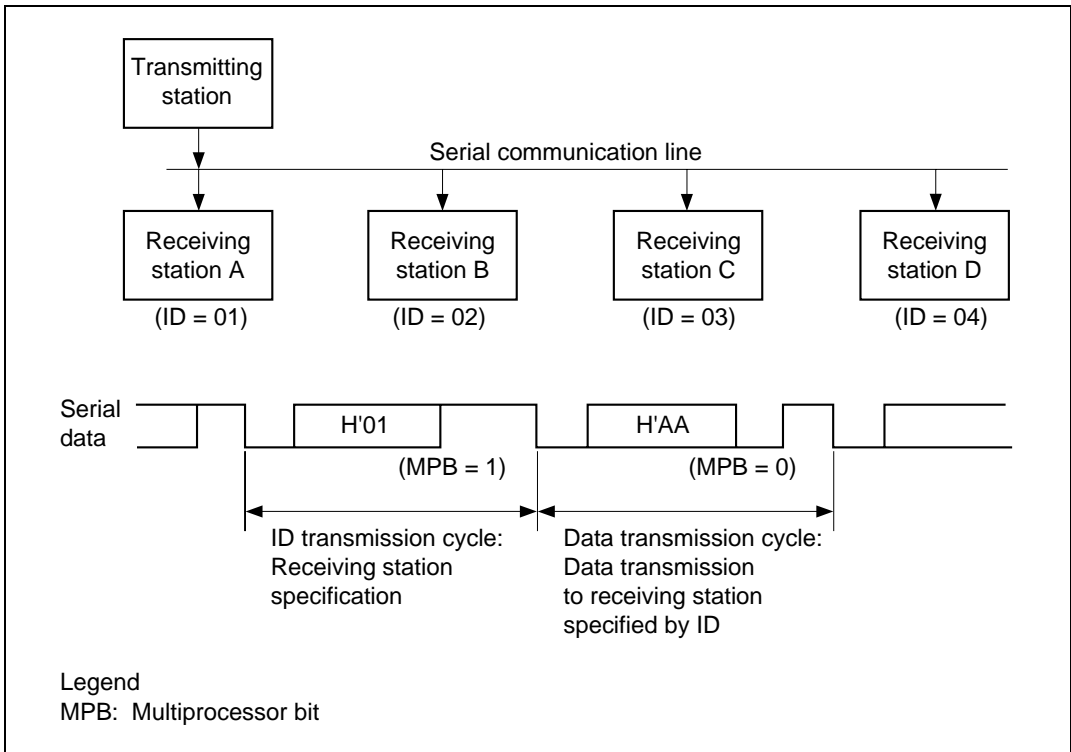 Transmitting
station
Serial communication line
Receiving
station A
(ID = 01)
Receiving
station B
(ID = 02)
Receiving
station C
(ID = 03)
Receiving
station D
(ID = 04)
Serial
data
H'01
H'AA
(MPB = 1)
(MPB = 0)
ID transmission cycle:
Receiving station
specification
Data transmission cycle:
Data transmission
to receiving station
specified by ID
Legend
MPB: Multiprocessor bit